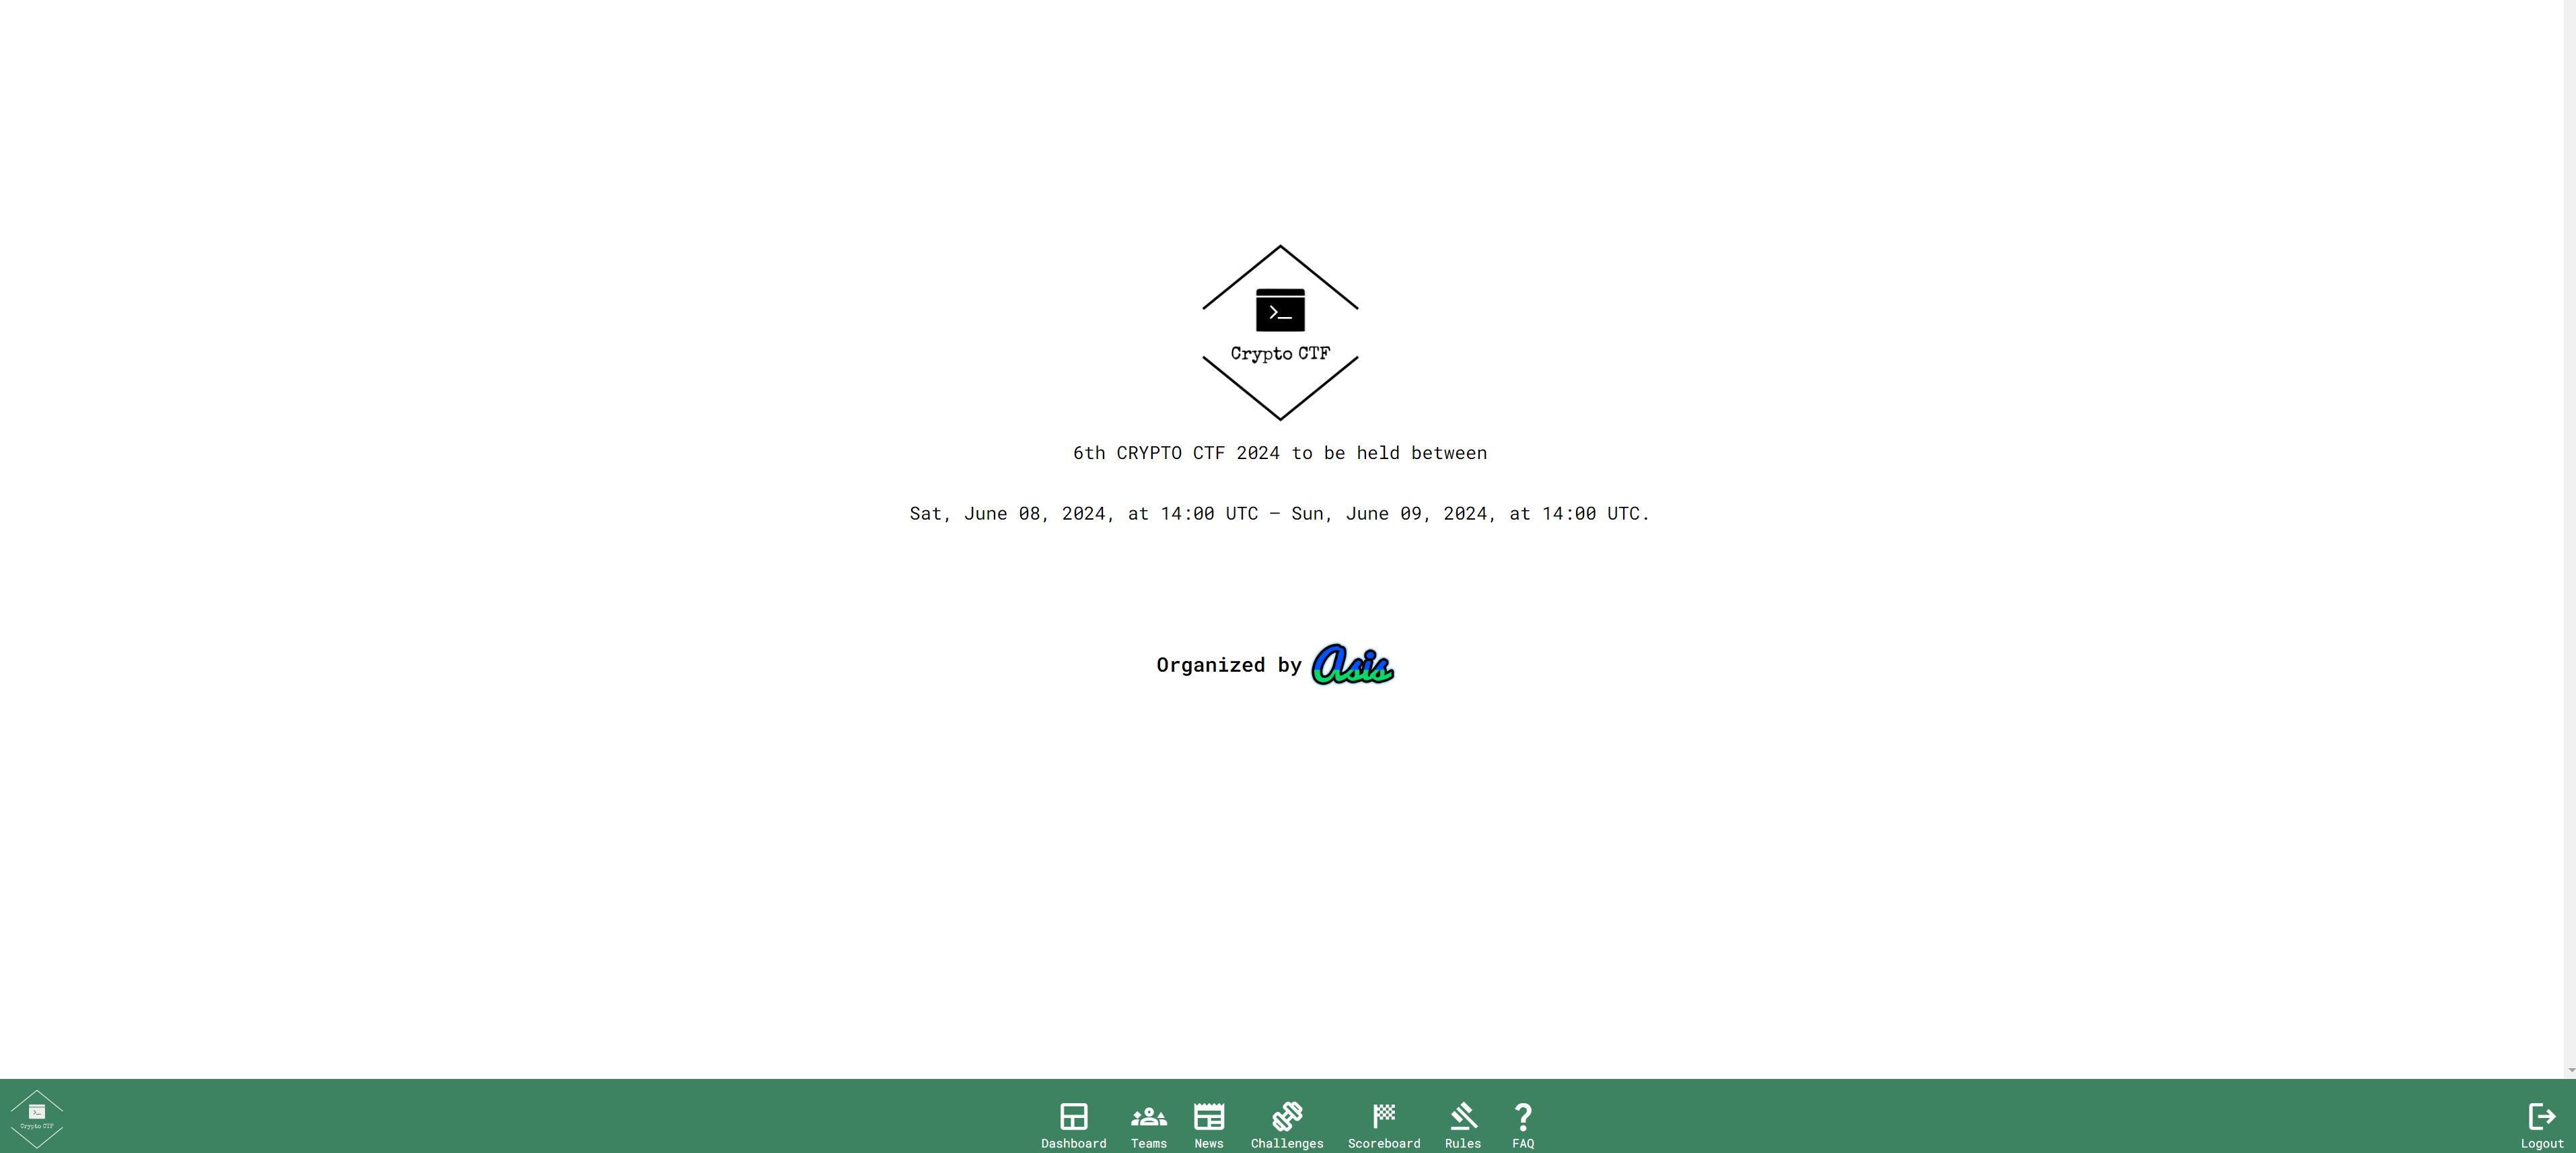 >_
Crypto CTF
6th CRYPTO CTF 2024 to be held between
Sat, June 08, 2024, at 14:00 UTC — Sun, June 09, 2024, at 14:00 UTC.
Organized by Asis
>_
Crypto CTF
Dashboard Teams News Challenges Scoreboard Rules FAQ Logout